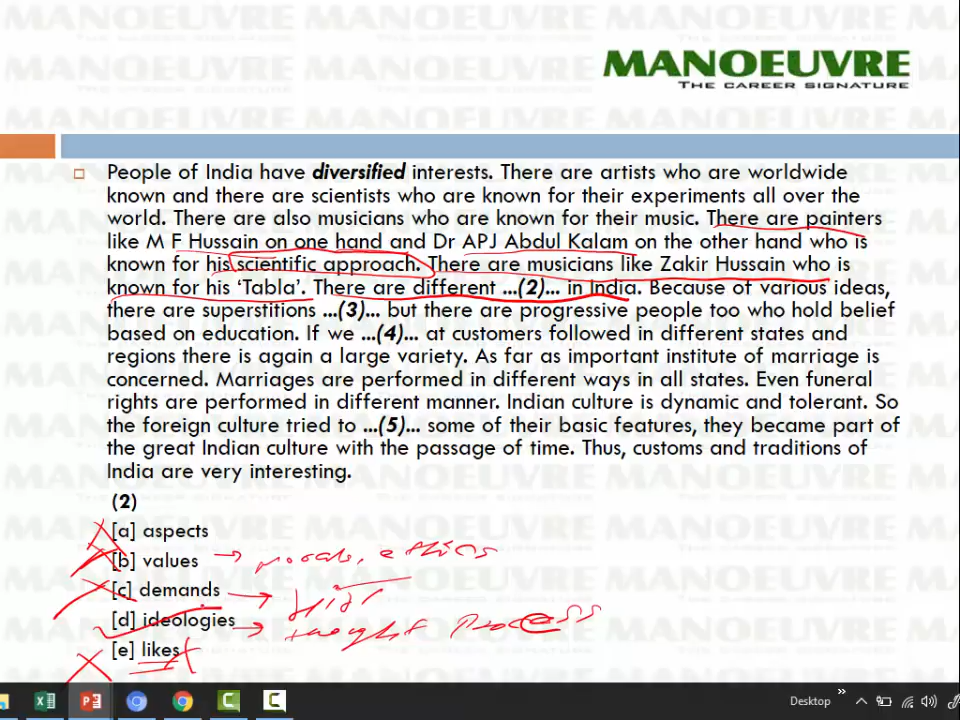 MANOEUVRE
THE CAREER SIGNATURE
People of India have diversified interests. There are artists who are worldwide
known and there are scientists who are known for their experiments all over the
world. There are also musicians who are known for their music. There are painters
like M F Hussain on one hand and Dr APJ Abdul Kalam on the other hand who is
known for his scientific approach. There are musicians like Zakir Hussain who is
known for his ‘Tabla’. There are different ...(2)... in India. Because of various ideas,
there are superstitions ...(3)... but there are progressive people too who hold belief
based on education. If we ...(4)... at customers followed in different states and
regions there is again a large variety. As far as important institute of marriage is
concerned. Marriages are performed in different ways in all states. Even funeral
rights are performed in different manner. Indian culture is dynamic and tolerant. So
the foreign culture tried to ...(5)... some of their basic features, they became part of
the great Indian culture with the passage of time. Thus, customs and traditions of
India are very interesting.
(2)
[a] aspects
[b] values → morals, ethics
[c] demands →
[d] ideologies → thought process
[e] likes
Desktop